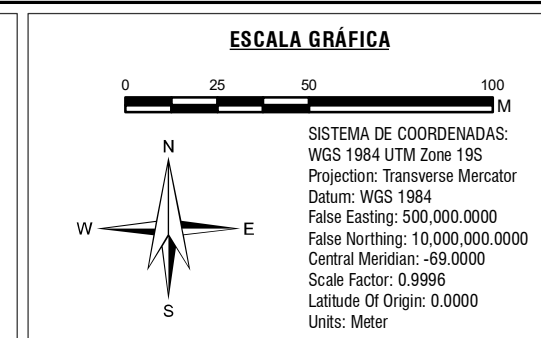 ESCALA GRÁFICA
0 25 50 100
M
N
W E
S
SISTEMA DE COORDENADAS:
WGS 1984 UTM Zone 19S
Projection: Transverse Mercator
Datum: WGS 1984
False Easting: 500,000.0000
False Northing: 10,000,000.0000
Central Meridian: -69.0000
Scale Factor: 0.9996
Latitude Of Origin: 0.0000
Units: Meter